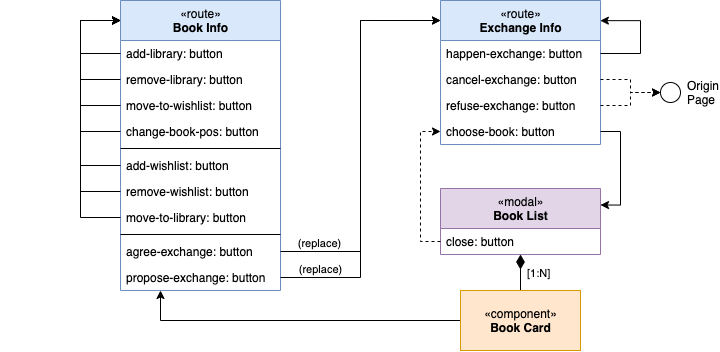 «route»
Book Info
add-library: button
remove-library: button
move-to-wishlist: button
change-book-pos: button
add-wishlist: button
remove-wishlist: button
move-to-library: button
agree-exchange: button
propose-exchange: button
(replace)
(replace)
«route»
Exchange Info
happen-exchange: button
cancel-exchange: button
refuse-exchange: button
choose-book: button
Origin
Page
«modal»
Book List
close: button
[1:N]
«component»
Book Card